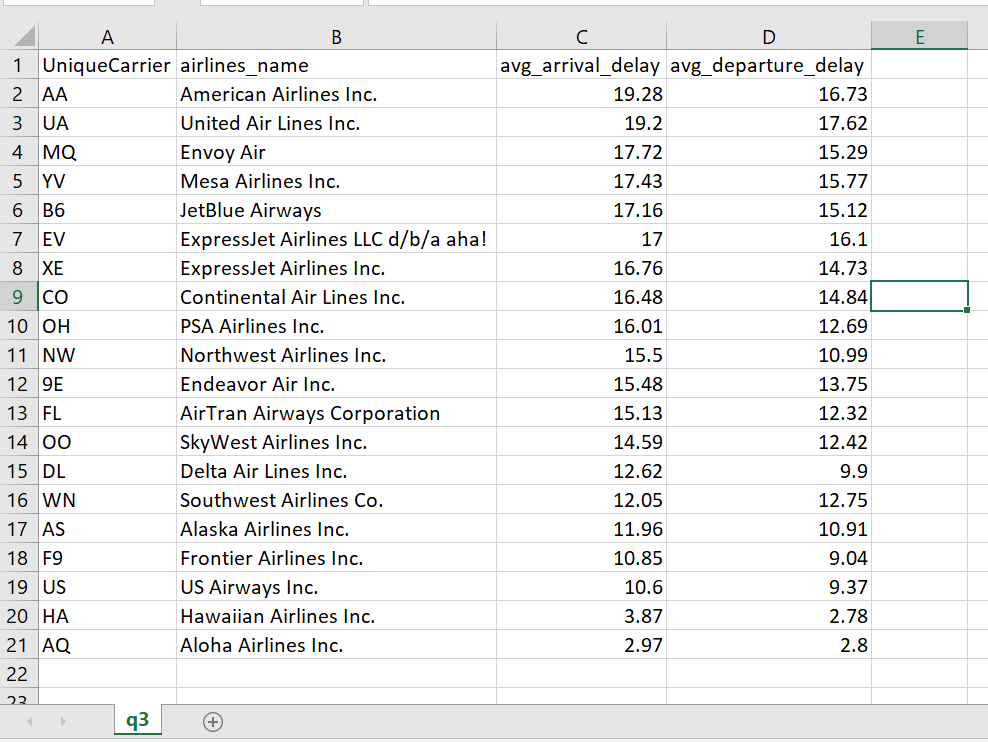 A B C D E
1 UniqueCarrier airlines_name avg_arrival_delay avg_departure_delay
2 AA American Airlines Inc. 19.28 16.73
3 UA United Air Lines Inc. 19.2 17.62
4 MQ Envoy Air 17.72 15.29
5 YV Mesa Airlines Inc. 17.43 15.77
6 B6 JetBlue Airways 17.16 15.12
7 EV ExpressJet Airlines LLC d/b/a aha! 17 16.1
8 XE ExpressJet Airlines Inc. 16.76 14.73
9 CO Continental Air Lines Inc. 16.48 14.84
10 OH PSA Airlines Inc. 16.01 12.69
11 NW Northwest Airlines Inc. 15.5 10.99
12 9E Endeavor Air Inc. 15.48 13.75
13 FL AirTran Airways Corporation 15.13 12.32
14 OO SkyWest Airlines Inc. 14.59 12.42
15 DL Delta Air Lines Inc. 12.62 9.9
16 WN Southwest Airlines Co. 12.05 12.75
17 AS Alaska Airlines Inc. 11.96 10.91
18 F9 Frontier Airlines Inc. 10.85 9.04
19 US US Airways Inc. 10.6 9.37
20 HA Hawaiian Airlines Inc. 3.87 2.78
21 AQ Aloha Airlines Inc. 2.97 2.8
22
23
q3